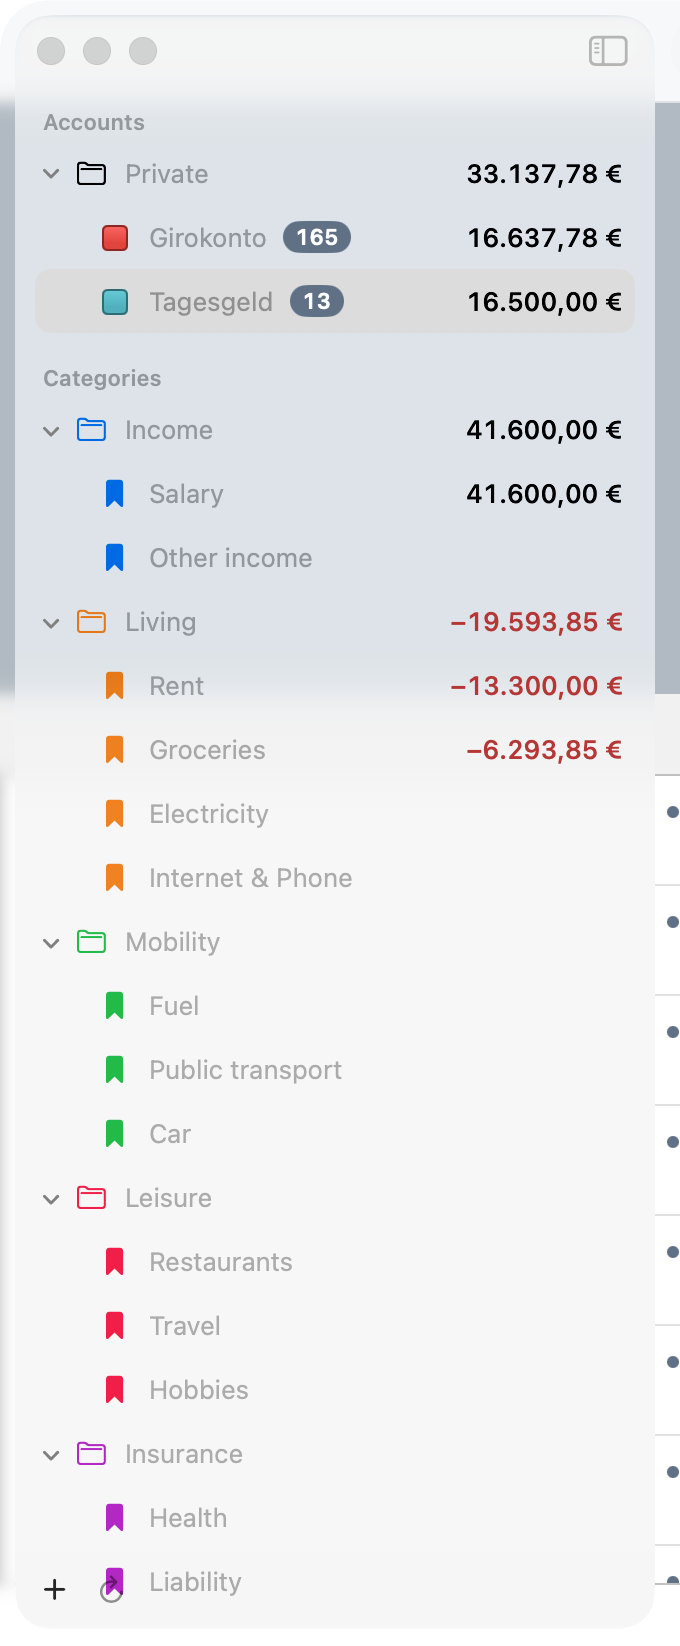 Accounts
Private 33.137,78 €
Girokonto 165 16.637,78 €
Tagesgeld 13 16.500,00 €
Categories
Income 41.600,00 €
Salary 41.600,00 €
Other income
Living −19.593,85 €
Rent −13.300,00 €
Groceries −6.293,85 €
Electricity
Internet & Phone
Mobility
Fuel
Public transport
Car
Leisure
Restaurants
Travel
Hobbies
Insurance
Health
Liability